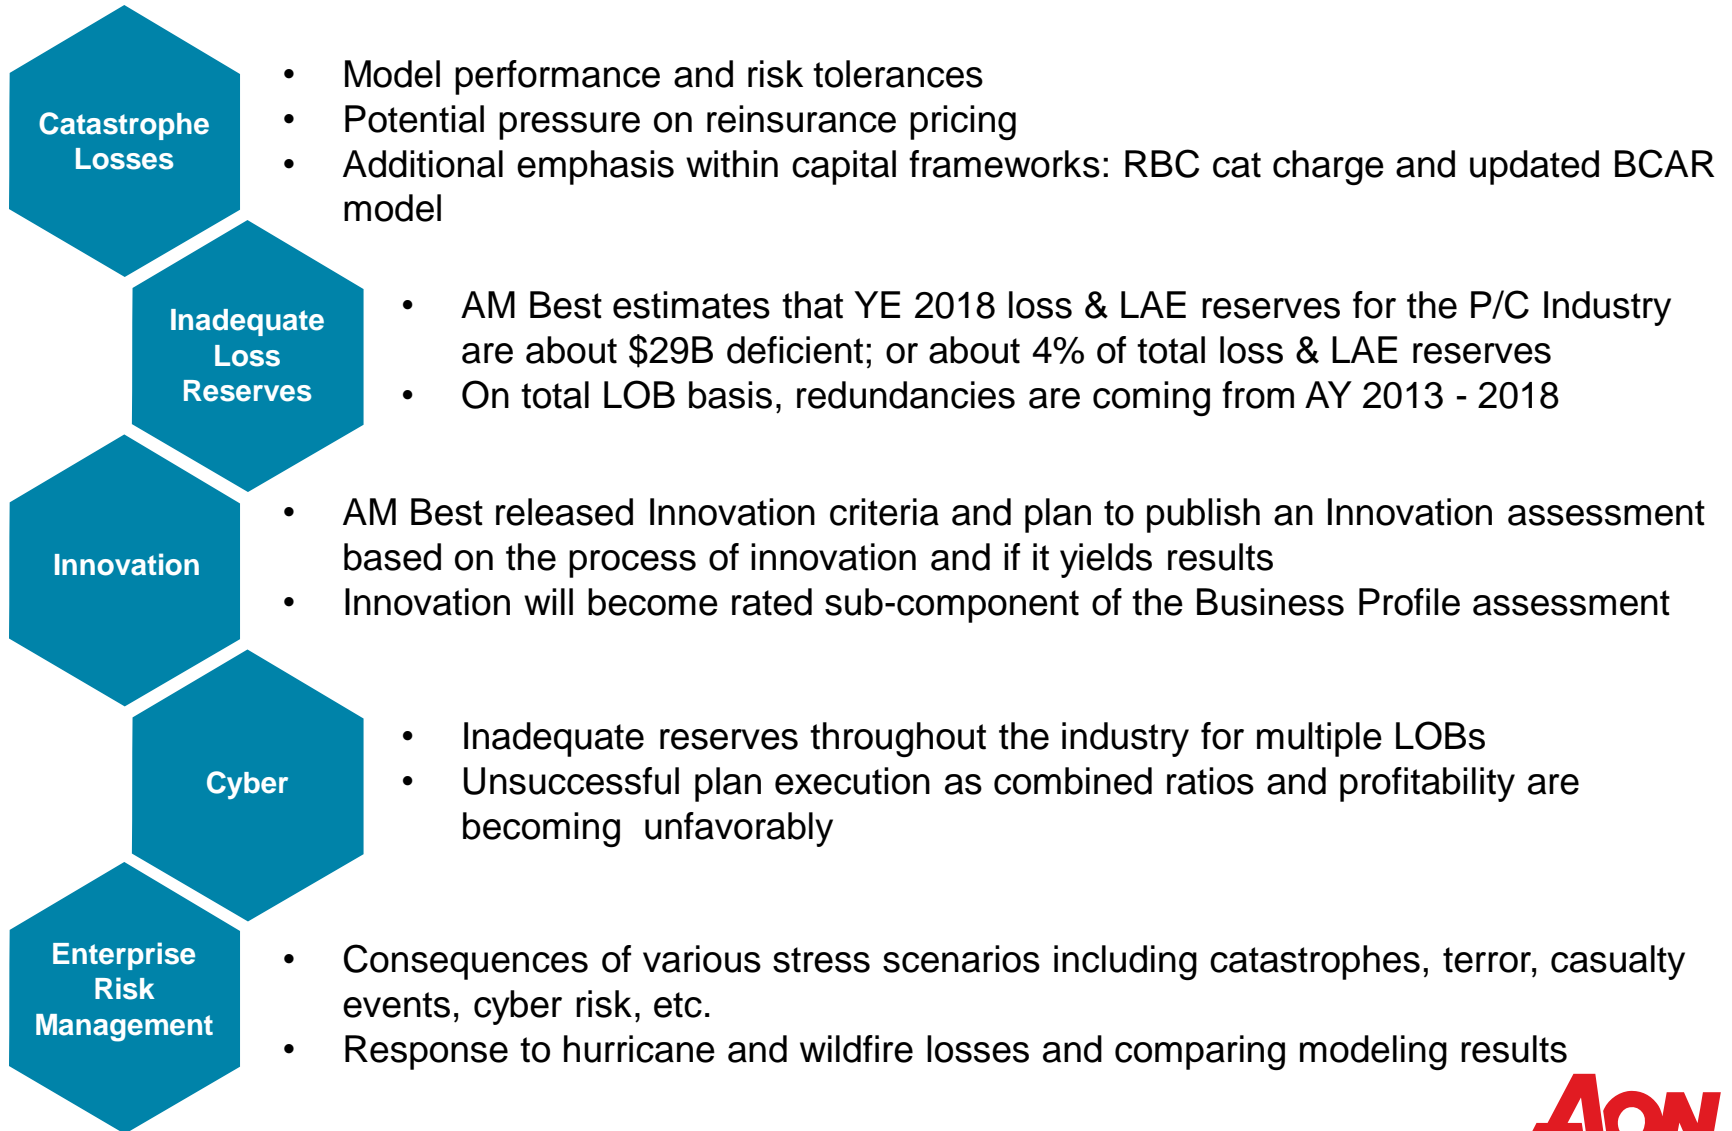 Catastrophe
Losses
• Model performance and risk tolerances
• Potential pressure on reinsurance pricing
• Additional emphasis within capital frameworks: RBC cat charge and updated BCAR
model
Inadequate
Loss
Reserves
• AM Best estimates that YE 2018 loss & LAE reserves for the P/C Industry
are about $29B deficient; or about 4% of total loss & LAE reserves
• On total LOB basis, redundancies are coming from AY 2013 - 2018
Innovation
• AM Best released Innovation criteria and plan to publish an Innovation assessment
based on the process of innovation and if it yields results
• Innovation will become rated sub-component of the Business Profile assessment
Cyber
• Inadequate reserves throughout the industry for multiple LOBs
• Unsuccessful plan execution as combined ratios and profitability are
becoming  unfavorably
Enterprise
Risk
Management
• Consequences of various stress scenarios including catastrophes, terror, casualty
events, cyber risk, etc.
• Response to hurricane and wildfire losses and comparing modeling results
AON